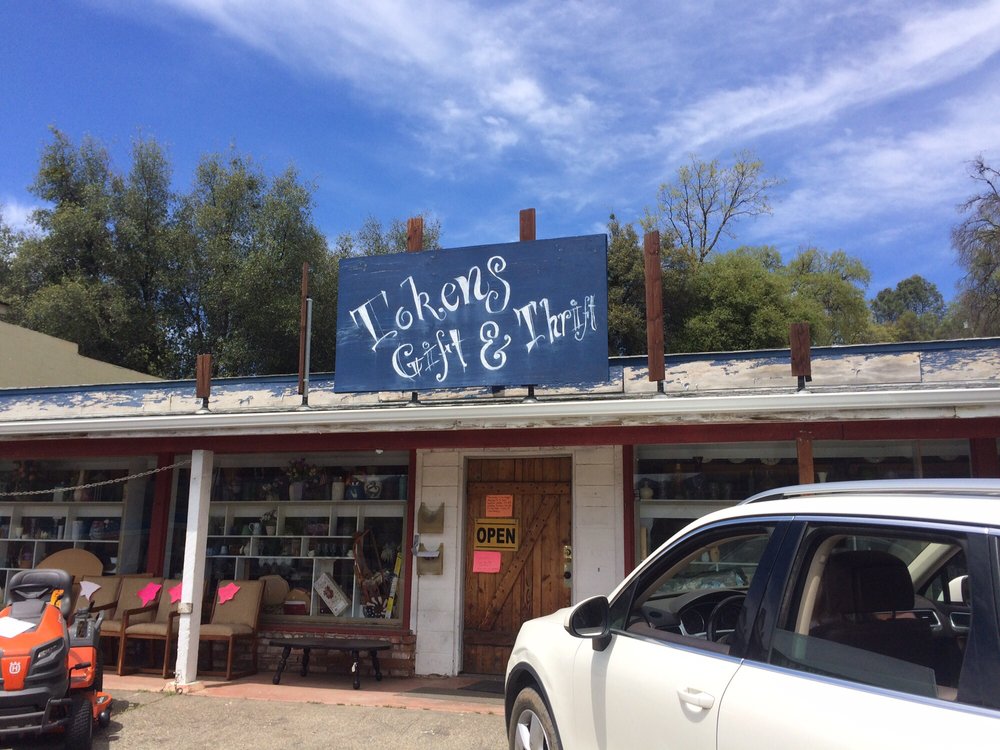 Tokens
Gift & Thrift
OPEN